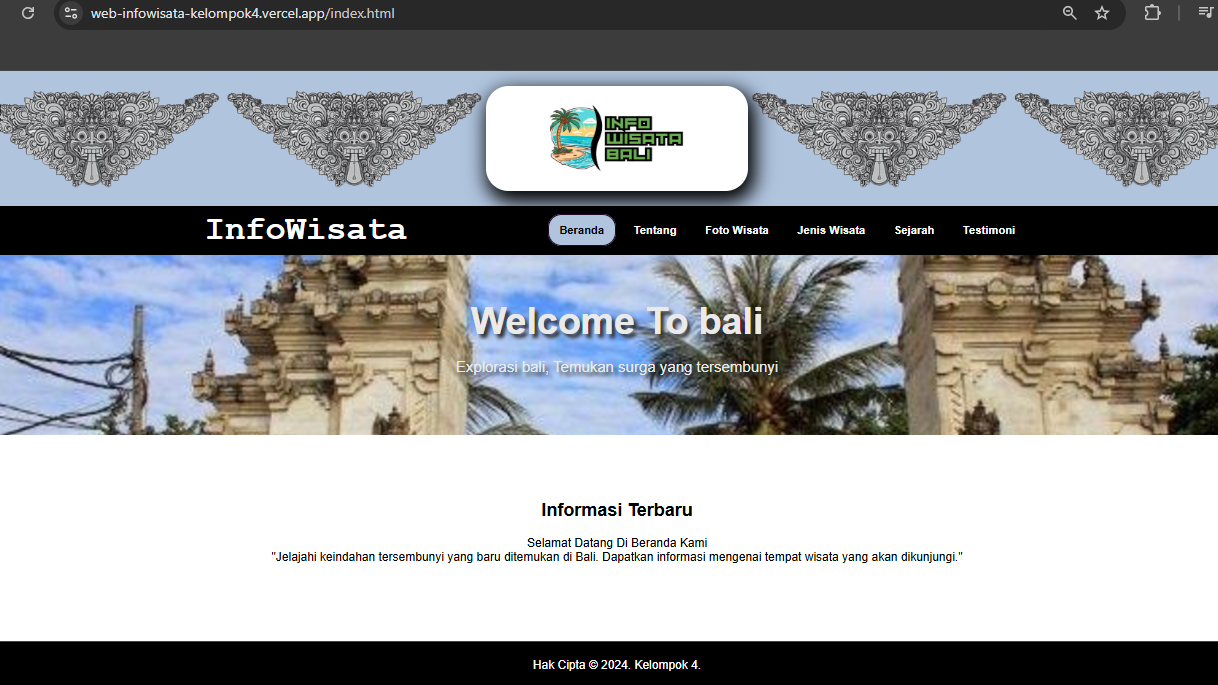 web-infowisata-kelompok4.vercel.app/index.html
INFO
WISATA
BALI
InfoWisata
Beranda Tentang Foto Wisata Jenis Wisata Sejarah Testimoni
Welcome To bali
Explorasi bali, Temukan surga yang tersembunyi
Informasi Terbaru
Selamat Datang Di Beranda Kami
"Jelajahi keindahan tersembunyi yang baru ditemukan di Bali. Dapatkan informasi mengenai tempat wisata yang akan dikunjungi."
Hak Cipta © 2024. Kelompok 4.